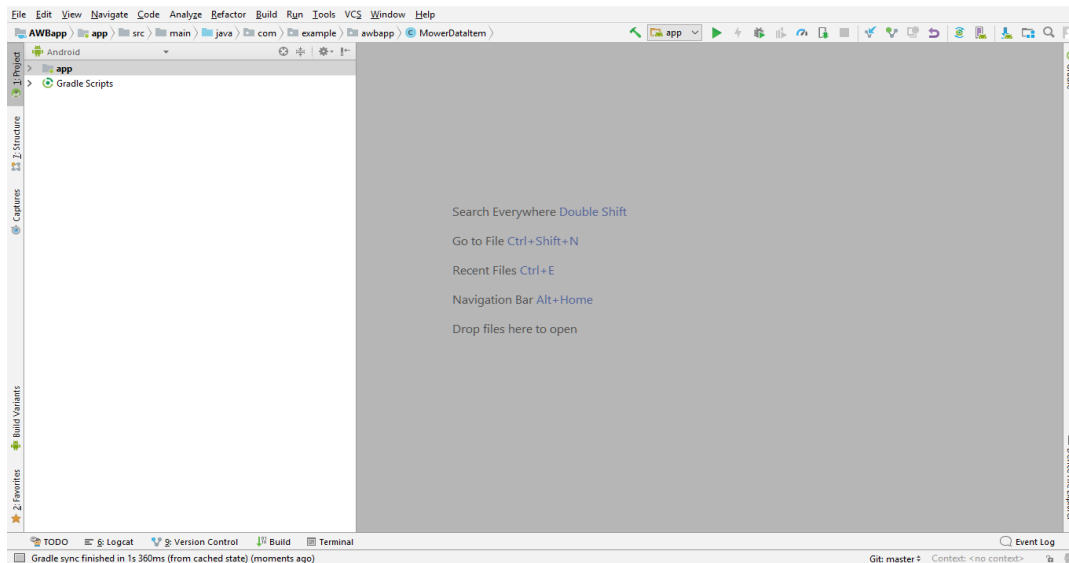 File Edit View Navigate Code Analyze Refactor Build Run Tools VCS Window Help
AWBapp app src main java com example awbapp MowerDataItem
app
Android
1: Project
app
Gradle Scripts
7: Structure
Captures
Search Everywhere Double Shift
Go to File Ctrl+Shift+N
Recent Files Ctrl+E
Navigation Bar Alt+Home
Drop files here to open
Build Variants
2: Favorites
TODO 6: Logcat 9: Version Control Build Terminal
Event Log
Gradle sync finished in 1s 360ms (from cached state) (moments ago)
Git: master Context: <no context>